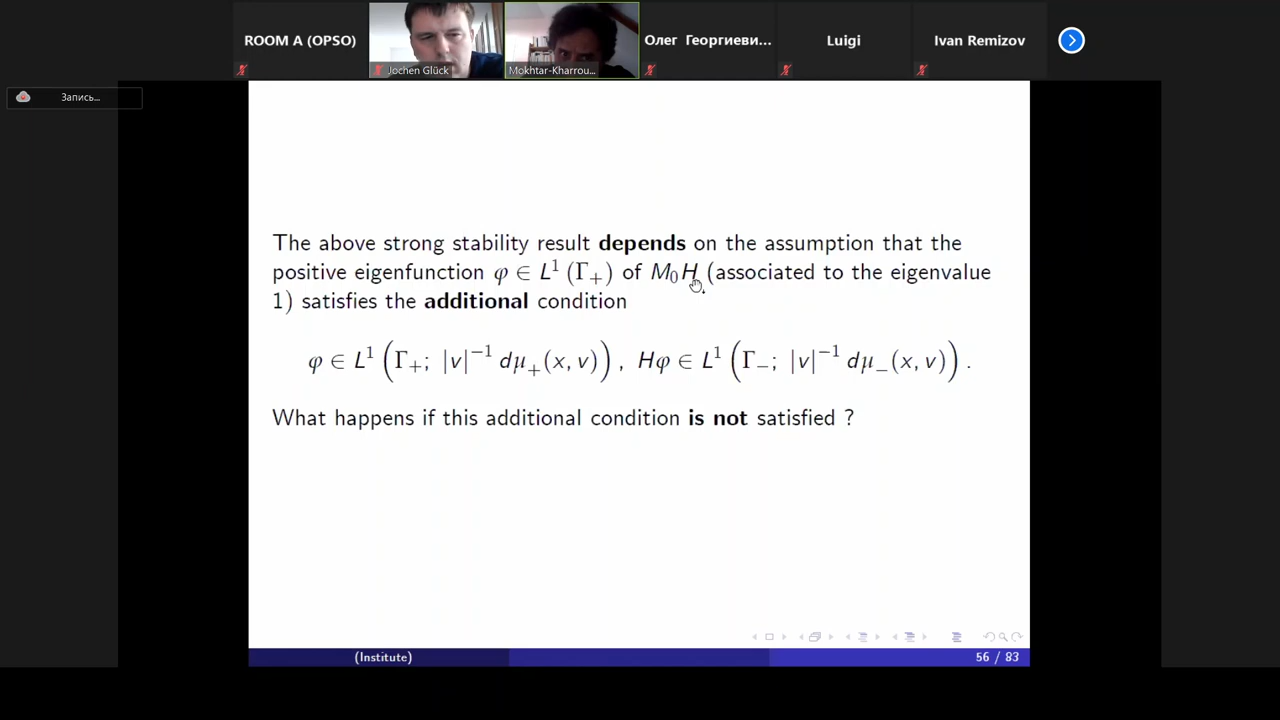 ROOM A (OPSO)
Jochen Glück
Mokhtar-Kharrou...
Олег Георгиеви...
Luigi
Ivan Remizov
Запись...
The above strong stability result depends on the assumption that the
positive eigenfunction φ ∈ L¹ (Γ₊) of M₀H (associated to the eigenvalue
1) satisfies the additional condition
φ ∈ L¹ (Γ₊; |v|⁻¹ dμ₊(x, v)) , Hφ ∈ L¹ (Γ₋; |v|⁻¹ dμ₋(x, v)) .
What happens if this additional condition is not satisfied ?
(Institute)
56 / 83